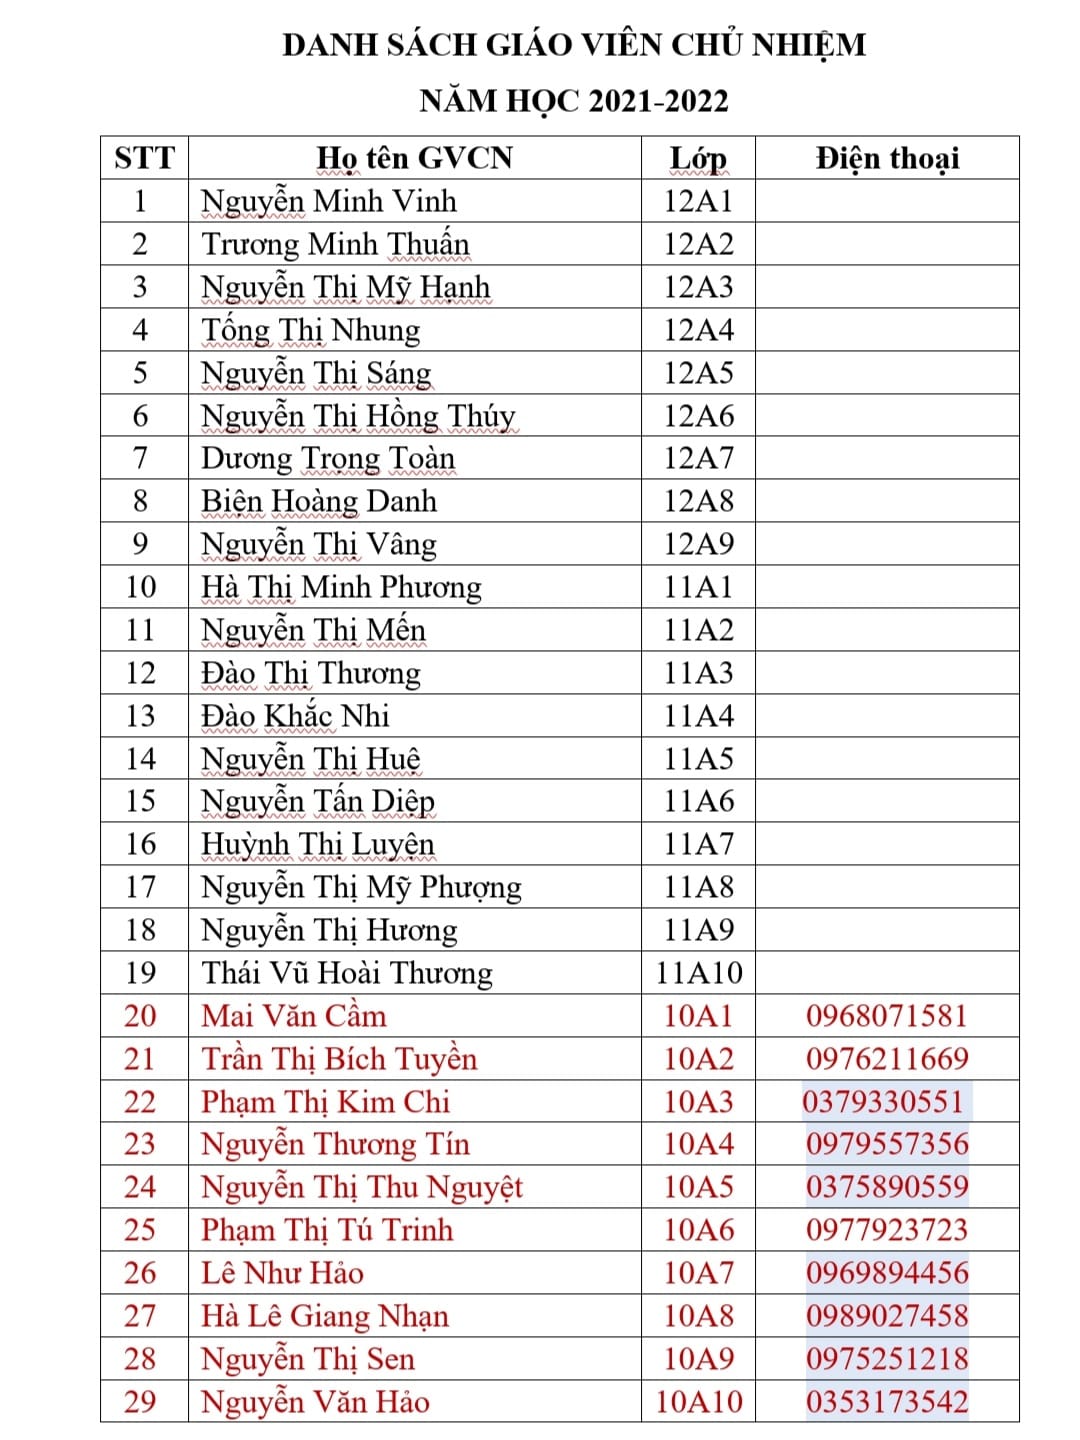 DANH SÁCH GIÁO VIÊN CHỦ NHIỆM
NĂM HỌC 2021-2022
STT Họ tên GVCN Lớp Điện thoại
1 Nguyễn Minh Vinh 12A1
2 Trương Minh Thuấn 12A2
3 Nguyễn Thị Mỹ Hạnh 12A3
4 Tống Thị Nhung 12A4
5 Nguyễn Thị Sáng 12A5
6 Nguyễn Thị Hồng Thúy 12A6
7 Dương Trọng Toàn 12A7
8 Biện Hoàng Danh 12A8
9 Nguyễn Thị Vâng 12A9
10 Hà Thị Minh Phương 11A1
11 Nguyễn Thị Mến 11A2
12 Đào Thị Thương 11A3
13 Đào Khắc Nhi 11A4
14 Nguyễn Thị Huệ 11A5
15 Nguyễn Tấn Diệp 11A6
16 Huỳnh Thị Luyện 11A7
17 Nguyễn Thị Mỹ Phượng 11A8
18 Nguyễn Thị Hương 11A9
19 Thái Vũ Hoài Thương 11A10
20 Mai Văn Cầm 10A1 0968071581
21 Trần Thị Bích Tuyền 10A2 0976211669
22 Phạm Thị Kim Chi 10A3 0379330551
23 Nguyễn Thương Tín 10A4 0979557356
24 Nguyễn Thị Thu Nguyệt 10A5 0375890559
25 Phạm Thị Tú Trinh 10A6 0977923723
26 Lê Như Hảo 10A7 0969894456
27 Hà Lê Giang Nhạn 10A8 0989027458
28 Nguyễn Thị Sen 10A9 0975251218
29 Nguyễn Văn Hảo 10A10 0353173542